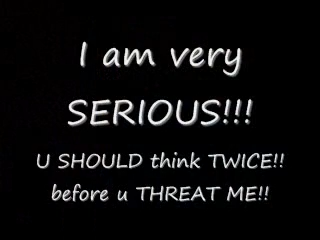 I am very
SERIOUS!!!
U SHOULD think TWICE!!
before u THREAT ME!!